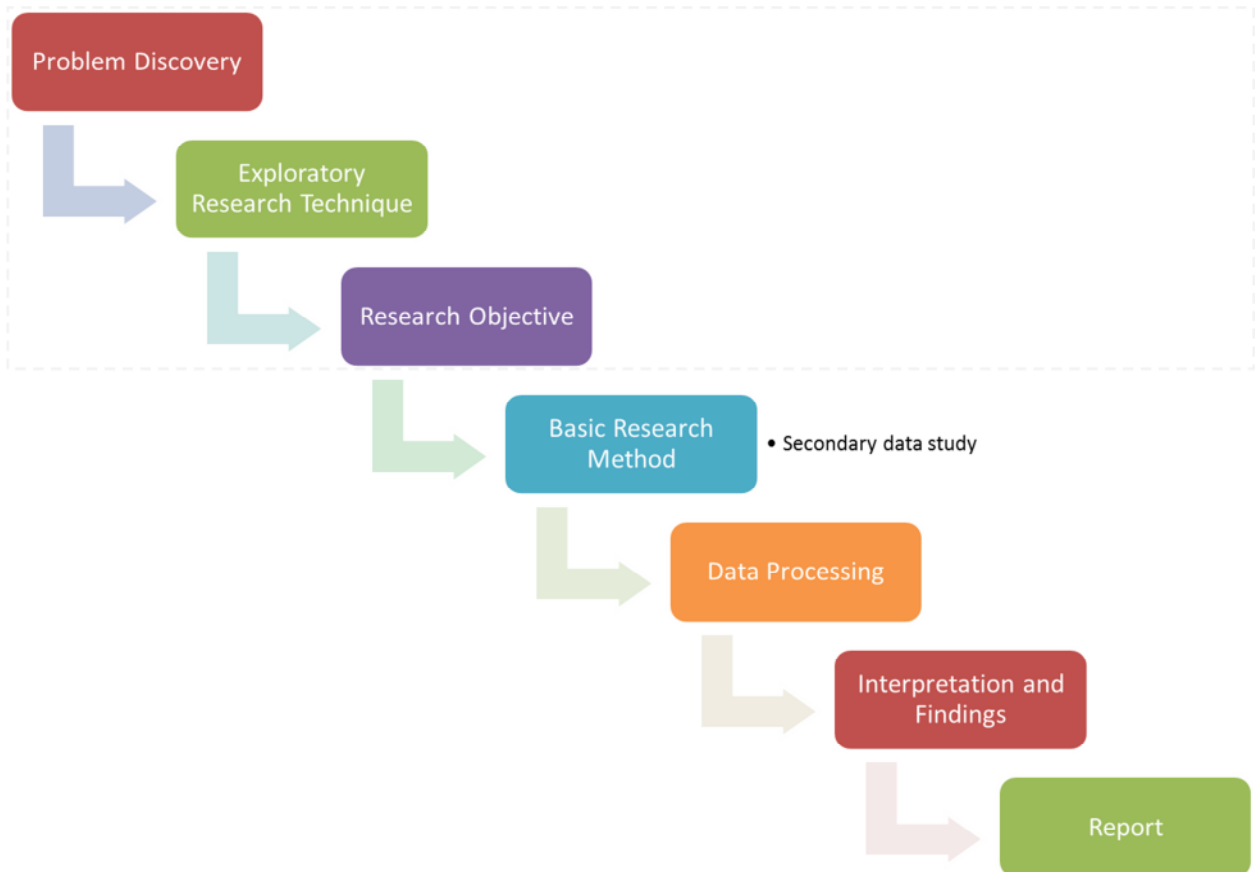 Problem Discovery
Exploratory
Research Technique
Research Objective
Basic Research
Method
• Secondary data study
Data Processing
Interpretation and
Findings
Report